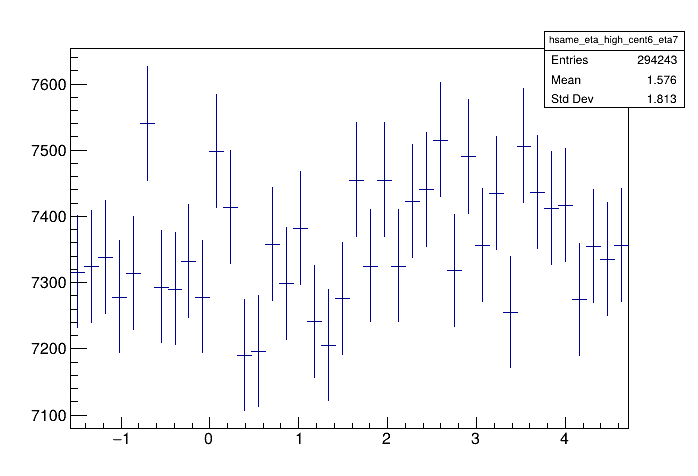 hsame_eta_high_cent6_eta7
Entries 294243
Mean 1.576
Std Dev 1.813
7600
7500
7400
7300
7200
7100
−1 0 1 2 3 4